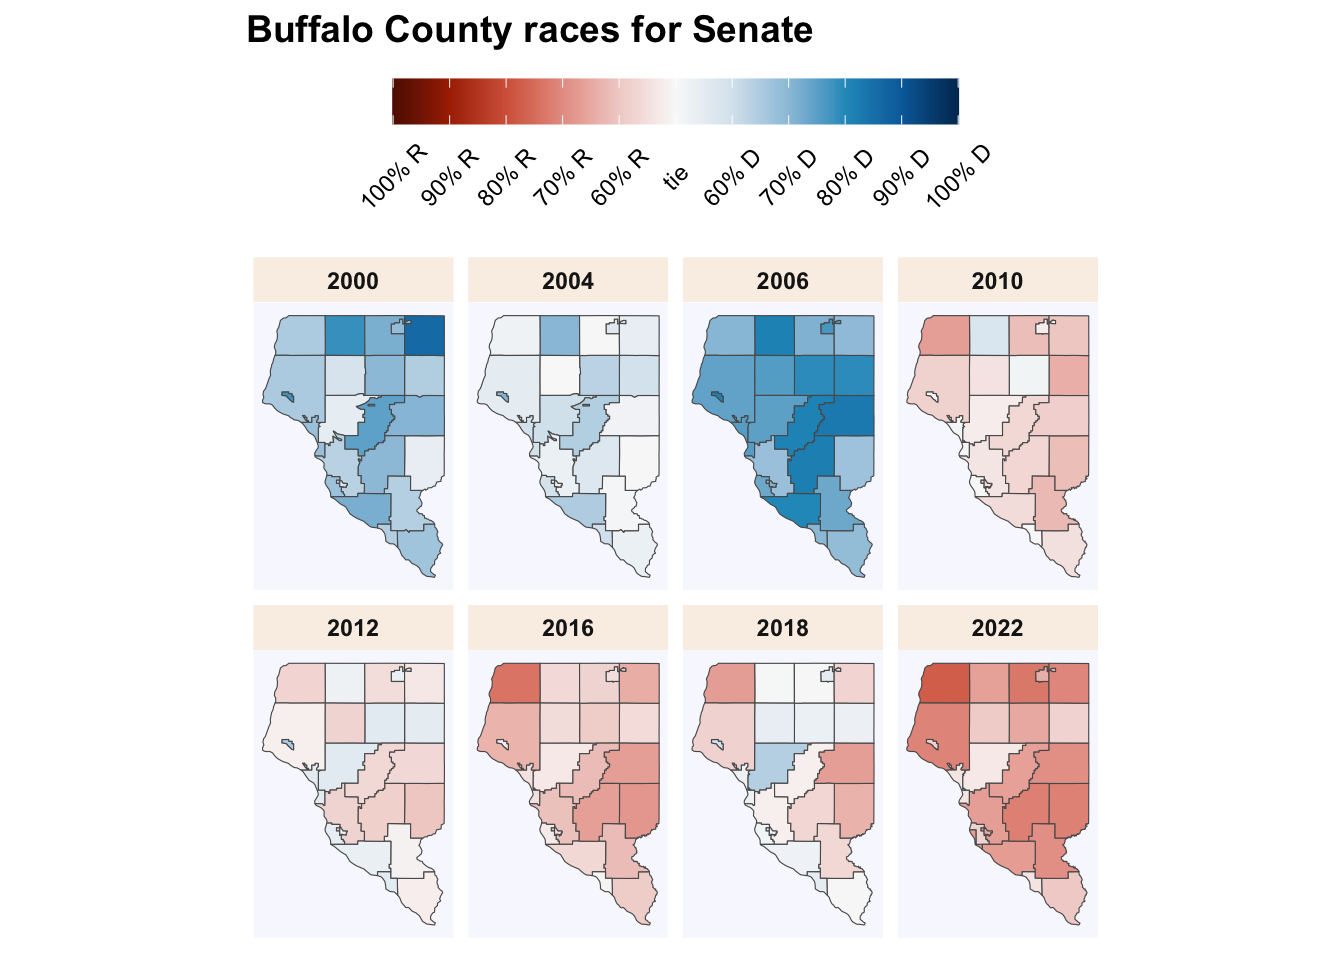 Buffalo County races for Senate
100% R 90% R 80% R 70% R 60% R tie 60% D 70% D 80% D 90% D 100% D
2000 2004 2006 2010
2012 2016 2018 2022